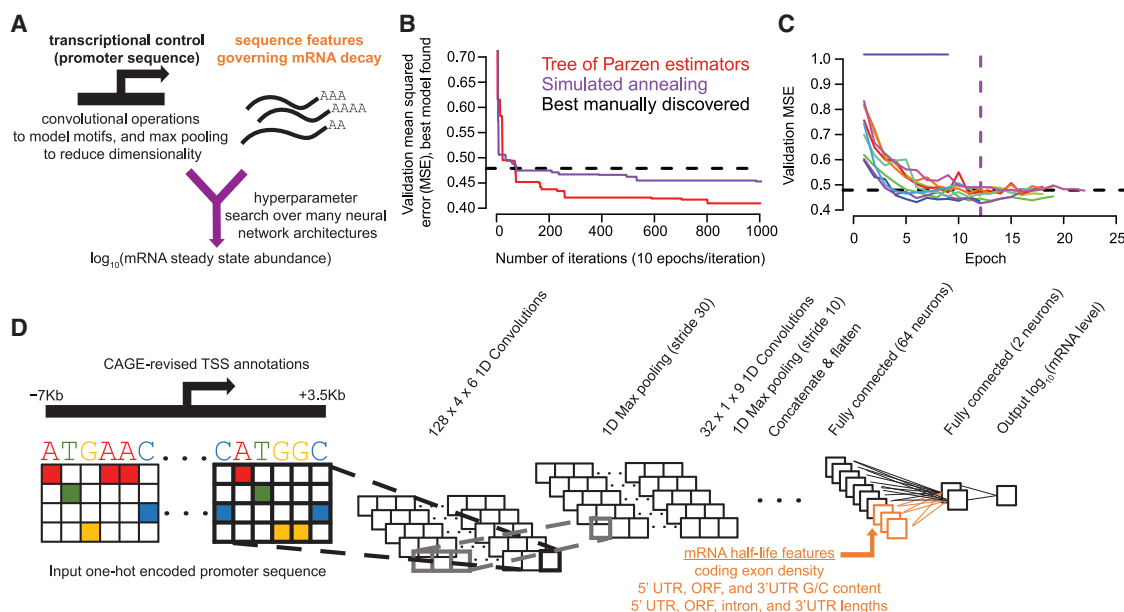 A
transcriptional control
(promoter sequence)
sequence features
governing mRNA decay
AAA
AAAA
AA
convolutional operations
to model motifs, and max pooling
to reduce dimensionality
hyperparameter
search over many neural
network architectures
log10(mRNA steady state abundance)
B
Validation mean squared
error (MSE), best model found
0.70
0.65
0.60
0.55
0.50
0.45
0.40
Tree of Parzen estimators
Simulated annealing
Best manually discovered
0 200 400 600 800 1000
Number of iterations (10 epochs/iteration)
C
Validation MSE
1.0
0.8
0.7
0.6
0.5
0.4
0 5 10 15 20 25
Epoch
D
CAGE-revised TSS annotations
−7Kb
+3.5Kb
ATGAAC · · · CATGGC
Input one-hot encoded promoter sequence
128 x 4 x 6 1D Convolutions
1D Max pooling (stride 30)
32 x 1 x 9 1D Convolutions
1D Max pooling (stride 10)
Concatenate & flatten
Fully connected (64 neurons)
Fully connected (2 neurons)
Output log10(mRNA level)
mRNA half-life features
coding exon density
5' UTR, ORF, and 3'UTR G/C content
5' UTR, ORF, intron, and 3'UTR lengths